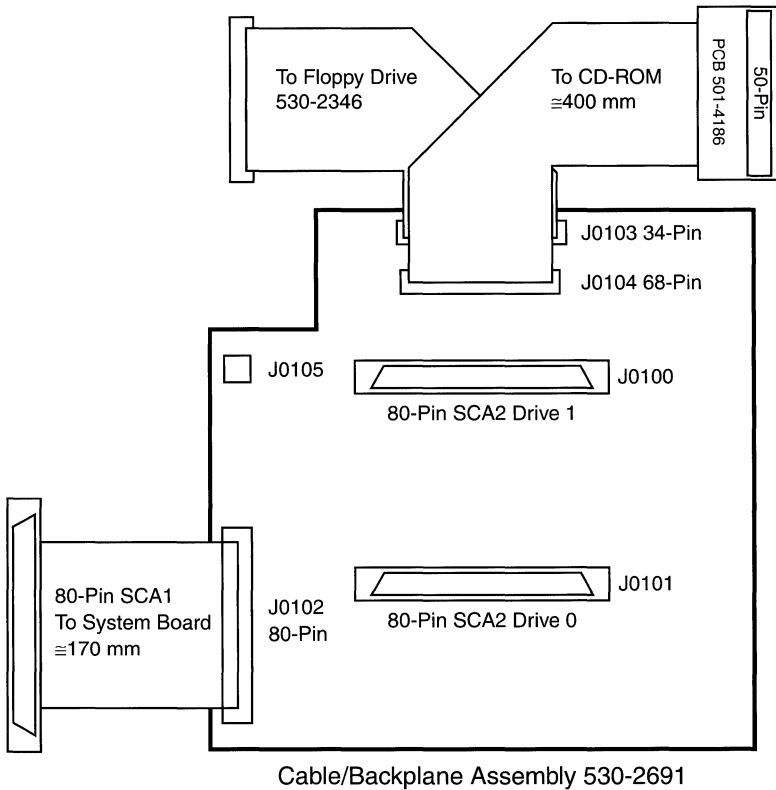 To Floppy Drive
530-2346
To CD-ROM
≅400 mm
PCB 501-4186
50-Pin
J0103 34-Pin
J0104 68-Pin
J0105
J0100
80-Pin SCA2 Drive 1
80-Pin SCA1
To System Board
≅170 mm
J0102
80-Pin
J0101
80-Pin SCA2 Drive 0
Cable/Backplane Assembly 530-2691